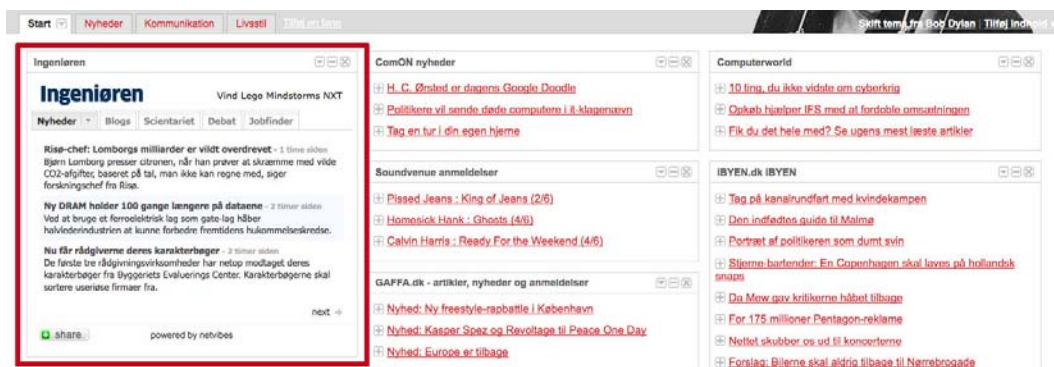 Start Nyheder Kommunikation Livsstil Tilføj en fane
Skift tema fra Bob Dylan | Tilføj indhold
Ingeniøren
Ingeniøren Vind Lego Mindstorms NXT
Nyheder Blogs Scientariet Debat Jobfinder
Risø-chef: Lomborgs milliarder er vildt overdrevet - 1 time siden
Bjørn Lomborg presser citronen, når han prøver at skræmme med vilde
CO2-afgifter, baseret på tal, man ikke kan regne med, siger
forskningschef fra Risø.
Ny DRAM holder 100 gange længere på dataene - 2 timer siden
Ved at bruge et ferroelektrisk lag som gate-lag håber
halvlederindustrien at kunne forbedre fremtidens hukommelseskredse.
Nu får rådgiverne deres karakterbøger - 2 timer siden
De første tre rådgivningsvirksomheder har netop modtaget deres
karakterbøger fra Byggeriets Evaluerings Center. Karakterbøgerne skal
sortere useriøse firmaer fra.
next
share powered by netvibes
ComON nyheder
H. C. Ørsted er dagens Google Doodle
Politikere vil sende døde computere i it-klagenævn
Tag en tur i din egen hjerne
Soundvenue anmeldelser
Pissed Jeans : King of Jeans (2/6)
Homesick Hank : Ghosts (4/6)
Calvin Harris : Ready For the Weekend (4/6)
GAFFA.dk - artikler, nyheder og anmeldelser
Nyhed: Ny freestyle-rapbattle i København
Nyhed: Kasper Spez og Revoltage til Peace One Day
Nyhed: Europe er tilbage
Computerworld
10 ting, du ikke vidste om cyberkrig
Opkøb hjælper IFS med at fordoble omsætningen
Fik du det hele med? Se ugens mest læste artikler
IBYEN.dk IBYEN
Tag på kanalrundfart med kvindekampen
Den indfødtes guide til Malmø
Portræt af politikeren som dumt svin
Stjerne-bartender: En Copenhagen skal laves på hollandsk
snaps
Da Mew gav kritikerne håbet tilbage
For 175 millioner Pentagon-reklame
Nettet skubber os ud til koncerterne
Forslag: Bilerne skal aldrig tilbage til Nørrebrogade